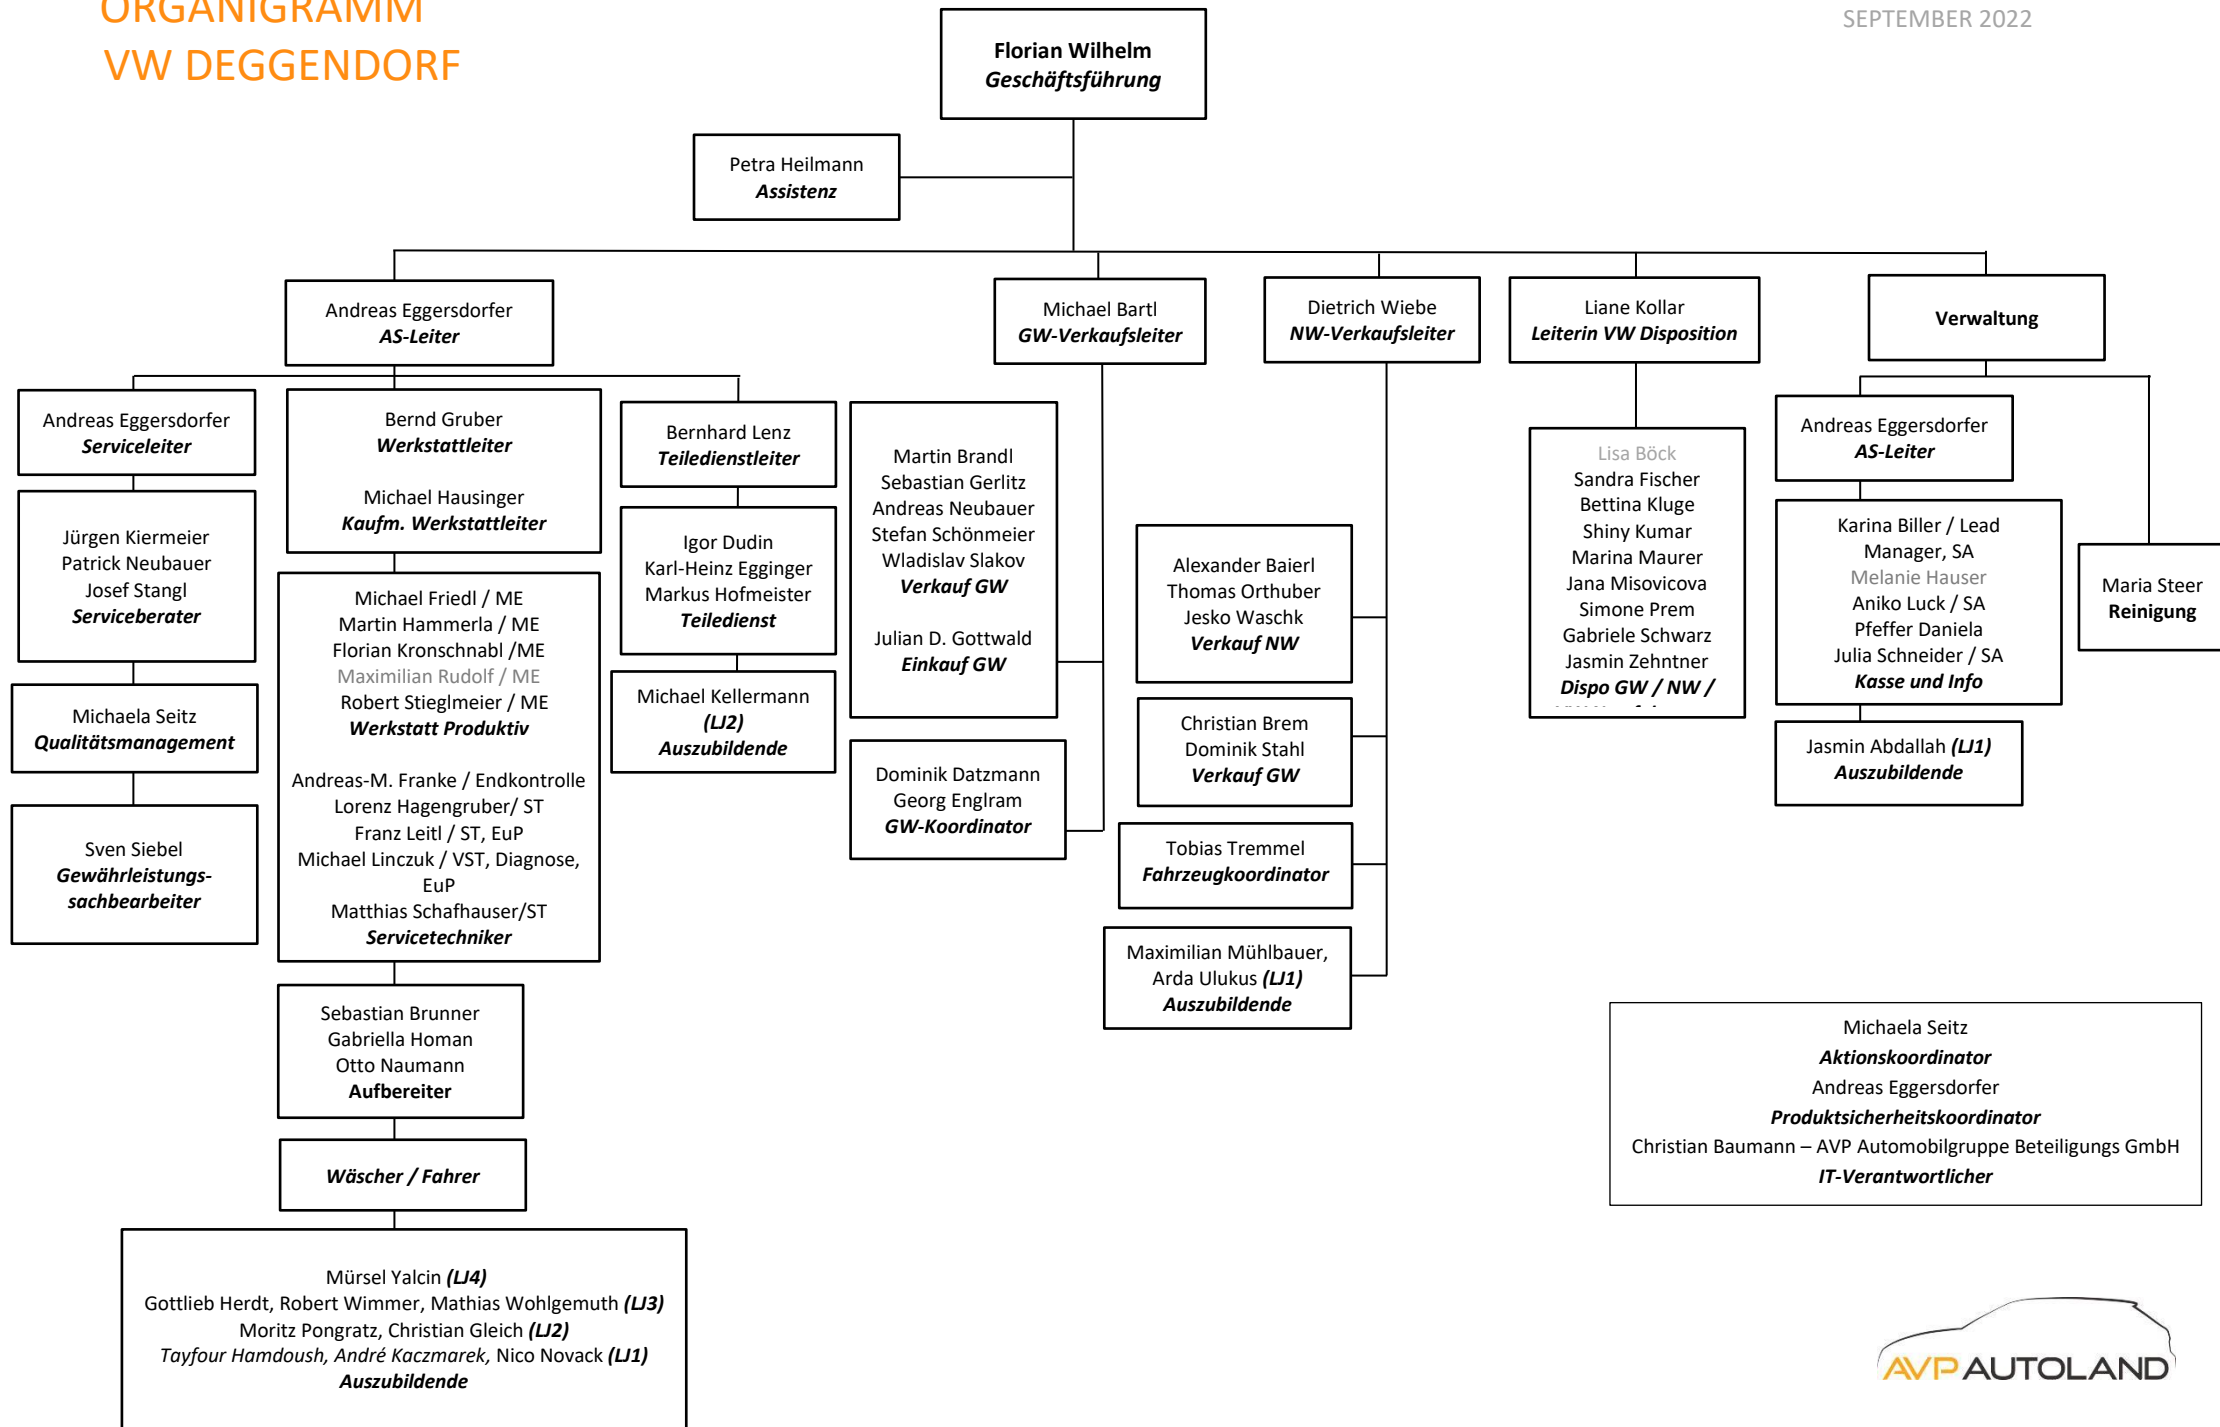 ORGANIGRAMM
VW DEGGENDORF
SEPTEMBER 2022
Florian Wilhelm
Geschäftsführung
Petra Heilmann
Assistenz
Andreas Eggersdorfer
AS-Leiter
Michael Bartl
GW-Verkaufsleiter
Dietrich Wiebe
NW-Verkaufsleiter
Liane Kollar
Leiterin VW Disposition
Verwaltung
Andreas Eggersdorfer
Serviceleiter
Jürgen Kiermeier
Patrick Neubauer
Josef Stangl
Serviceberater
Michaela Seitz
Qualitätsmanagement
Sven Siebel
Gewährleistungs-
sachbearbeiter
Bernd Gruber
Werkstattleiter
Michael Hausinger
Kaufm. Werkstattleiter
Michael Friedl / ME
Martin Hammerla / ME
Florian Kronschnabl /ME
Maximilian Rudolf / ME
Robert Stieglmeier / ME
Werkstatt Produktiv
Andreas-M. Franke / Endkontrolle
Lorenz Hagengruber/ ST
Franz Leitl / ST, EuP
Michael Linczuk / VST, Diagnose,
EuP
Matthias Schafhauser/ST
Servicetechniker
Sebastian Brunner
Gabriella Homan
Otto Naumann
Aufbereiter
Wäscher / Fahrer
Mürsel Yalcin (LJ4)
Gottlieb Herdt, Robert Wimmer, Mathias Wohlgemuth (LJ3)
Moritz Pongratz, Christian Gleich (LJ2)
Tayfour Hamdoush, André Kaczmarek, Nico Novack (LJ1)
Auszubildende
Bernhard Lenz
Teiledienstleiter
Igor Dudin
Karl-Heinz Egginger
Markus Hofmeister
Teiledienst
Michael Kellermann
(LJ2)
Auszubildende
Martin Brandl
Sebastian Gerlitz
Andreas Neubauer
Stefan Schönmeier
Wladislav Slakov
Verkauf GW
Julian D. Gottwald
Einkauf GW
Dominik Datzmann
Georg Englram
GW-Koordinator
Alexander Baierl
Thomas Orthuber
Jesko Waschk
Verkauf NW
Christian Brem
Dominik Stahl
Verkauf GW
Tobias Tremmel
Fahrzeugkoordinator
Maximilian Mühlbauer,
Arda Ulukus (LJ1)
Auszubildende
Lisa Böck
Sandra Fischer
Bettina Kluge
Shiny Kumar
Marina Maurer
Jana Misovicova
Simone Prem
Gabriele Schwarz
Jasmin Zehntner
Dispo GW / NW /
Andreas Eggersdorfer
AS-Leiter
Karina Biller / Lead
Manager, SA
Melanie Hauser
Aniko Luck / SA
Pfeffer Daniela
Julia Schneider / SA
Kasse und Info
Jasmin Abdallah (LJ1)
Auszubildende
Maria Steer
Reinigung
Michaela Seitz
Aktionskoordinator
Andreas Eggersdorfer
Produktsicherheitskoordinator
Christian Baumann – AVP Automobilgruppe Beteiligungs GmbH
IT-Verantwortlicher
AVP AUTOLAND